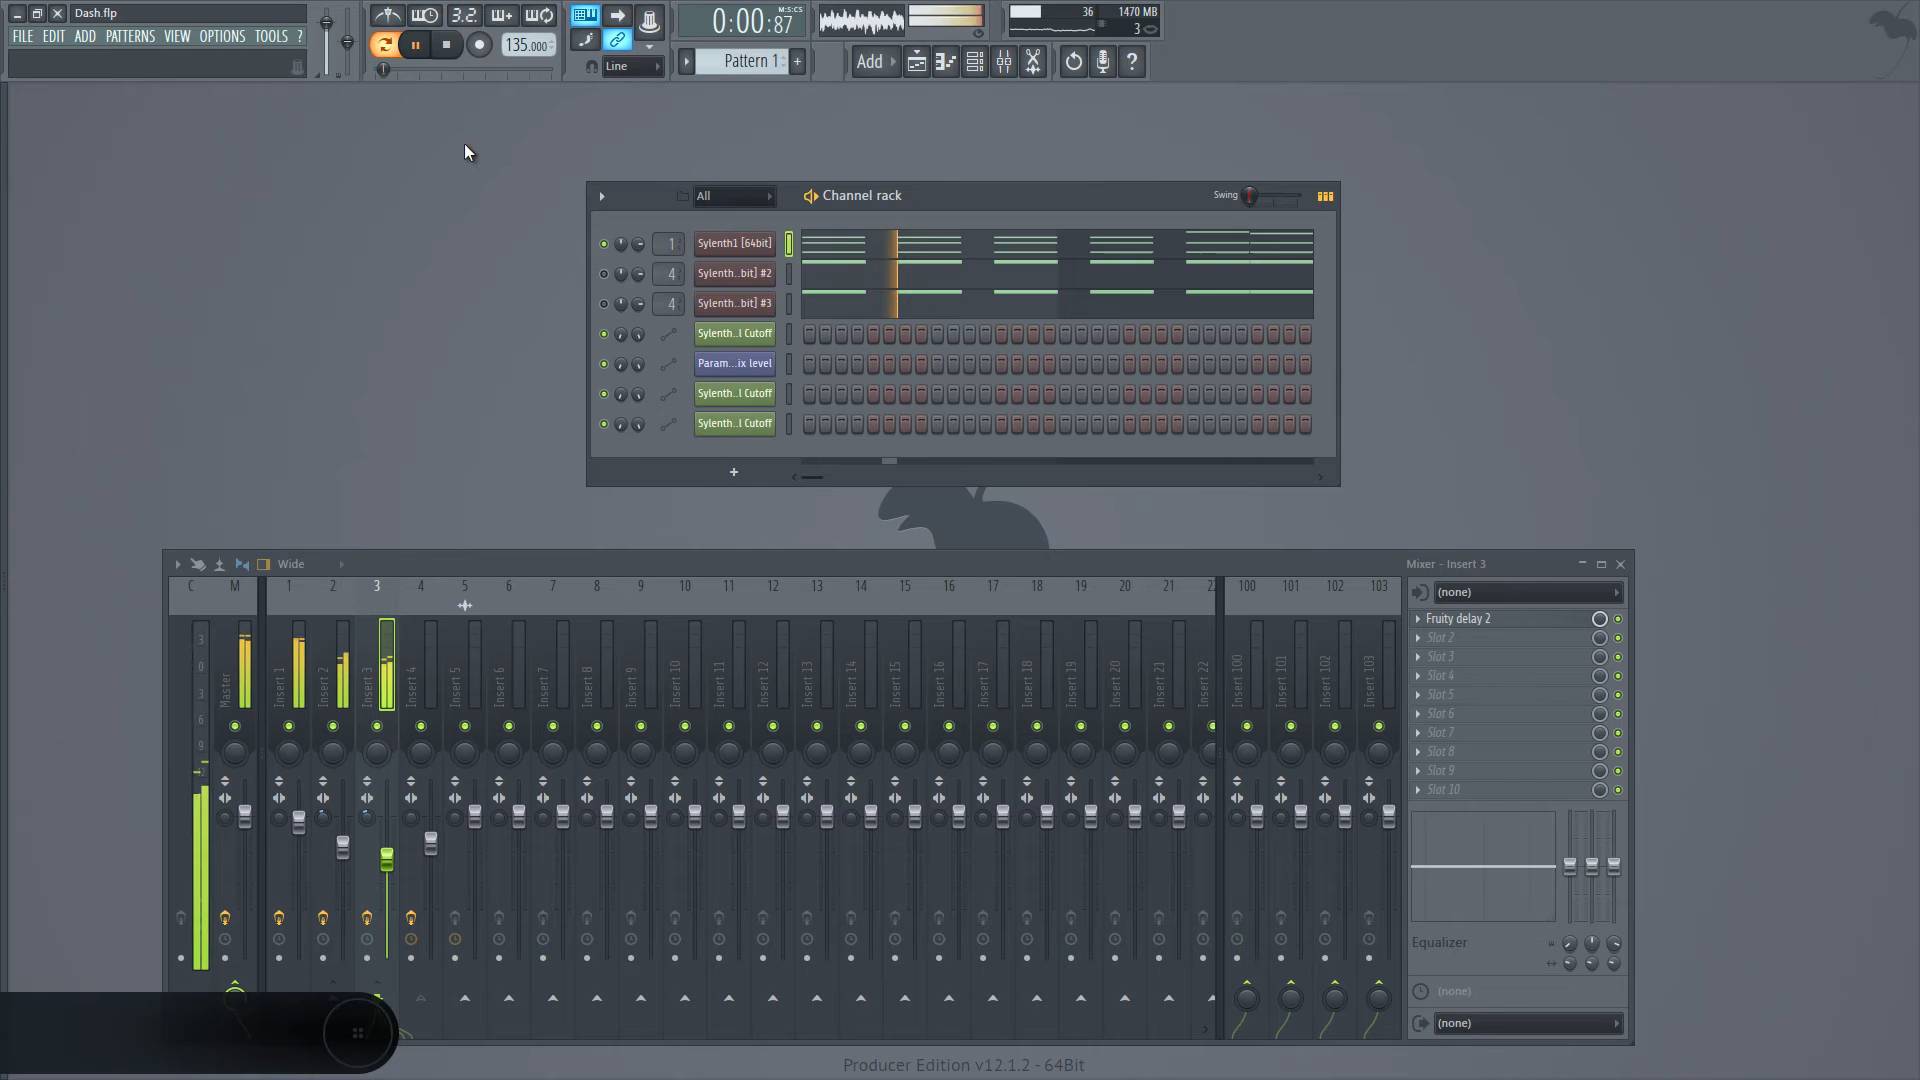 Dash.flp
FILE EDIT ADD PATTERNS VIEW OPTIONS TOOLS ?
3.2.
135.000
Line
0:00:87
M:S:CS
Pattern 1
+
36
1470 MB
3
Add
?
All
Channel rack
Swing
1 Sylenth1 [64bit]
4 Sylenth..bit] #2
4 Sylenth..bit] #3
Sylenth..l Cutoff
Param...ix level
Sylenth..l Cutoff
Sylenth..l Cutoff
+
Wide
Mixer - Insert 3
C M 1 2 3 4 5 6 7 8 9 10 11 12 13 14 15 16 17 18 19 20 21 100 101 102 103
(none)
Fruity delay 2
Slot 2
Slot 3
Slot 4
Slot 5
Slot 6
Slot 7
Slot 8
Slot 9
Slot 10
3
0
3
6
9
Master
Insert 1
Insert 2
Insert 3
Insert 4
Insert 5
Insert 6
Insert 7
Insert 8
Insert 9
Insert 10
Insert 11
Insert 12
Insert 13
Insert 14
Insert 15
Insert 16
Insert 17
Insert 18
Insert 19
Insert 20
Insert 21
Insert 22
Insert 100
Insert 101
Insert 102
Insert 103
Equalizer
(none)
(none)
Producer Edition v12.1.2 - 64Bit